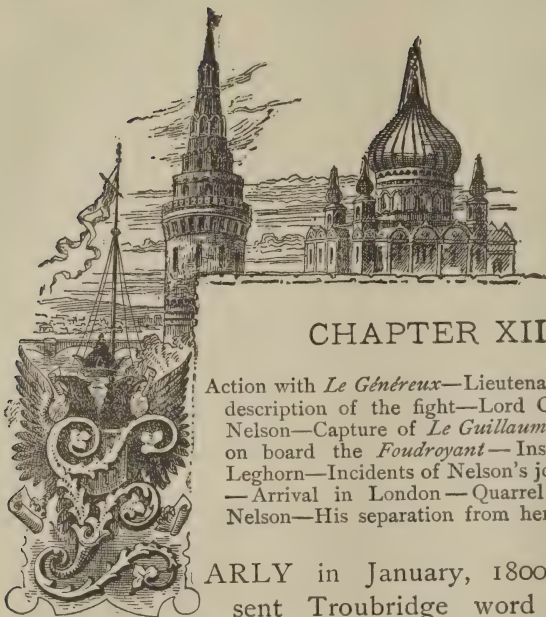 CHAPTER XII
Action with Le Généreux—Lieutena
description of the fight—Lord C
Nelson—Capture of Le Guillaum
on board the Foudroyant—Ins
Leghorn—Incidents of Nelson's jo
—Arrival in London—Quarrel
Nelson—His separation from her
EARLY in January, 1800
sent Troubridge word